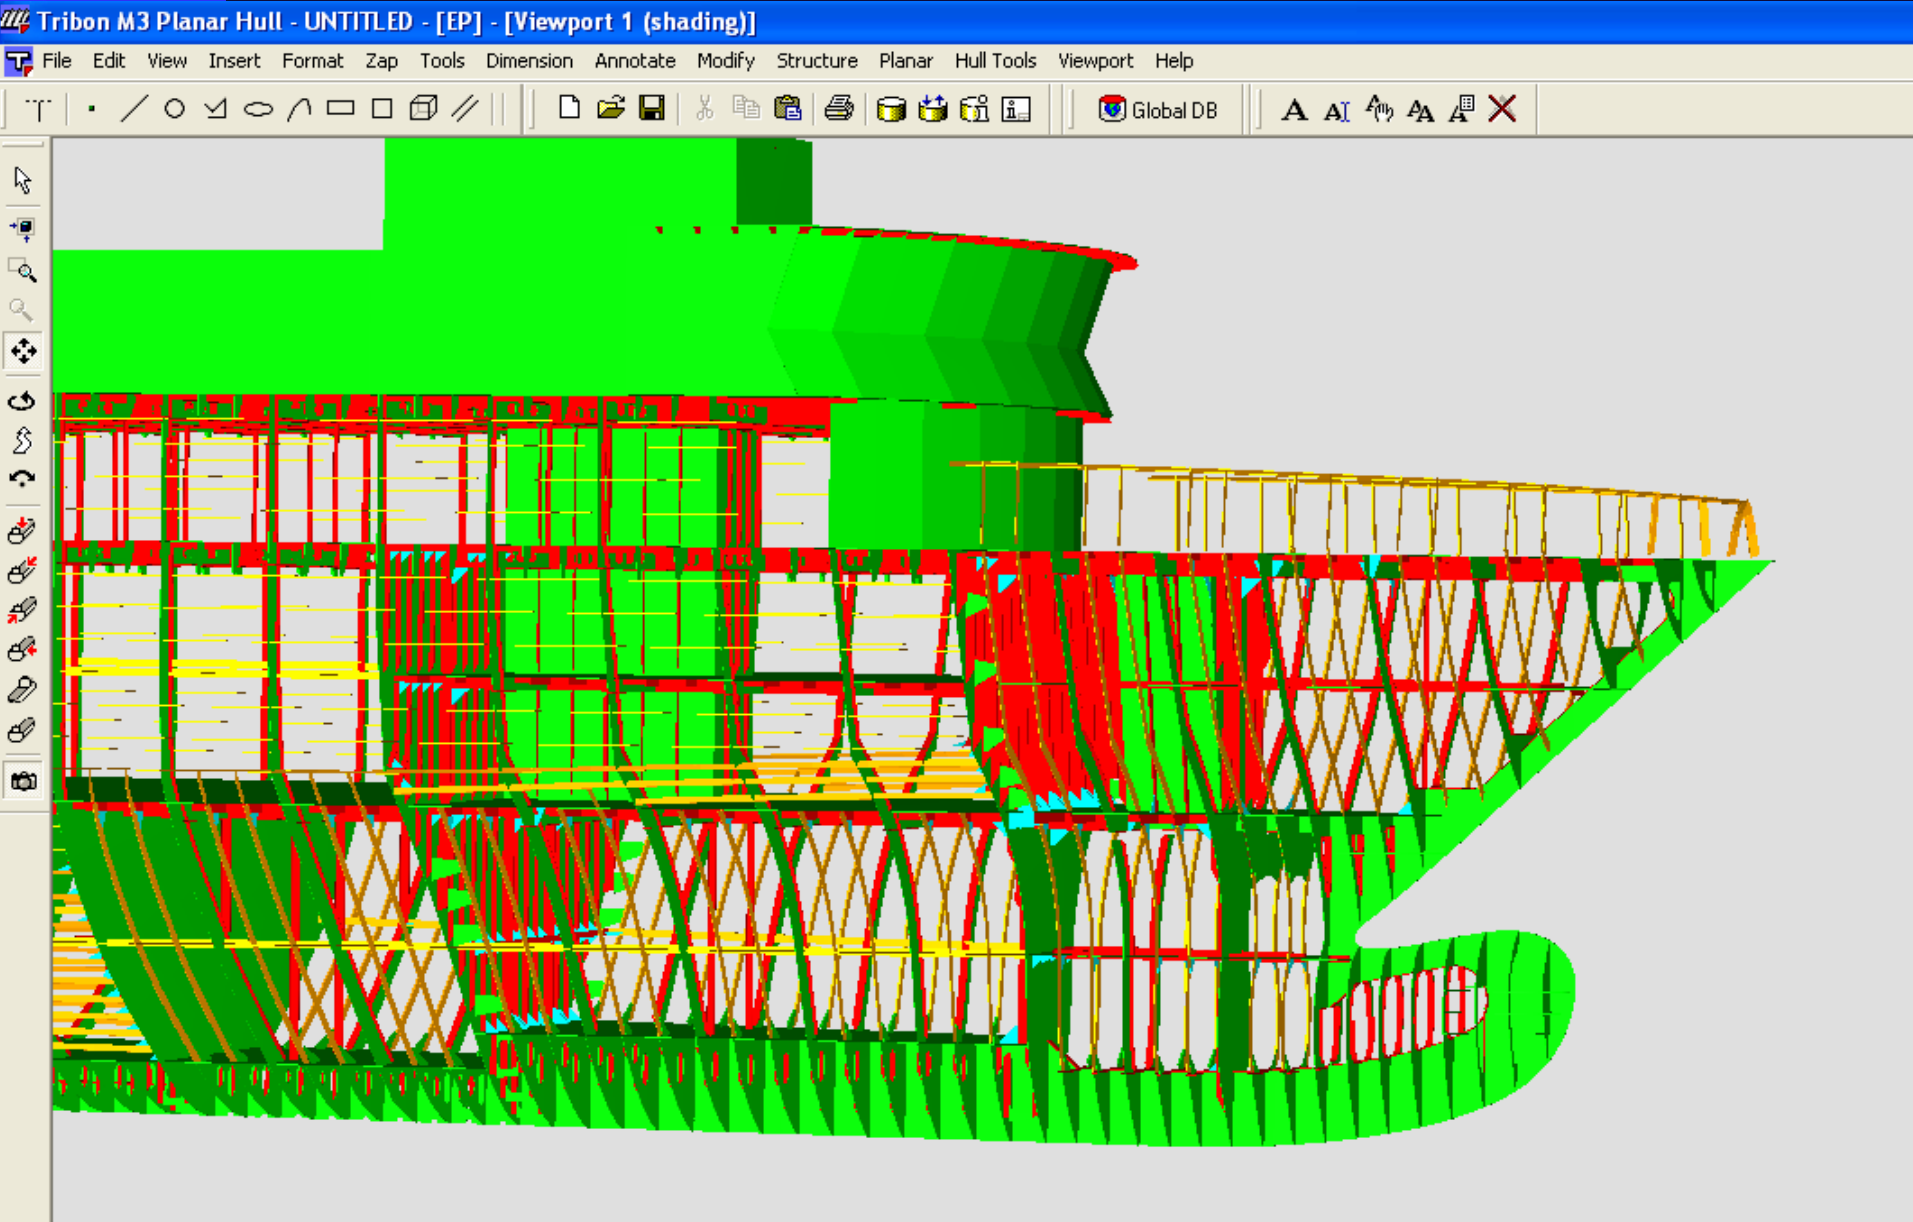 Tribon M3 Planar Hull - UNTITLED - [EP] - [Viewport 1 (shading)]
File Edit View Insert Format Zap Tools Dimension Annotate Modify Structure Planar Hull Tools Viewport Help
Global DB